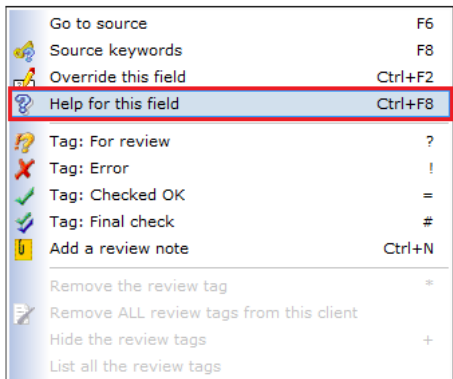 Go to source F6
Source keywords F8
Override this field Ctrl+F2
Help for this field Ctrl+F8
Tag: For review ?
Tag: Error !
Tag: Checked OK =
Tag: Final check #
Add a review note Ctrl+N
Remove the review tag *
Remove ALL review tags from this client
Hide the review tags +
List all the review tags